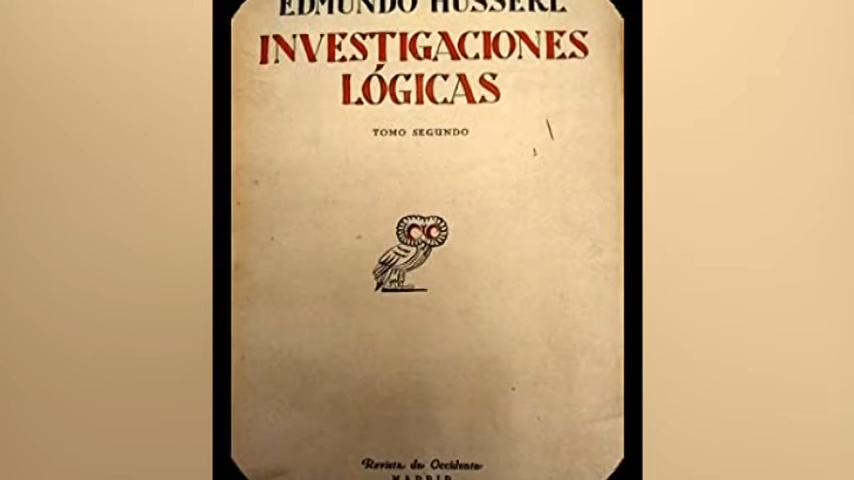 EDMUNDO HUSSERL
INVESTIGACIONES
LÓGICAS
TOMO SEGUNDO
Revista de Occidente
MADRID